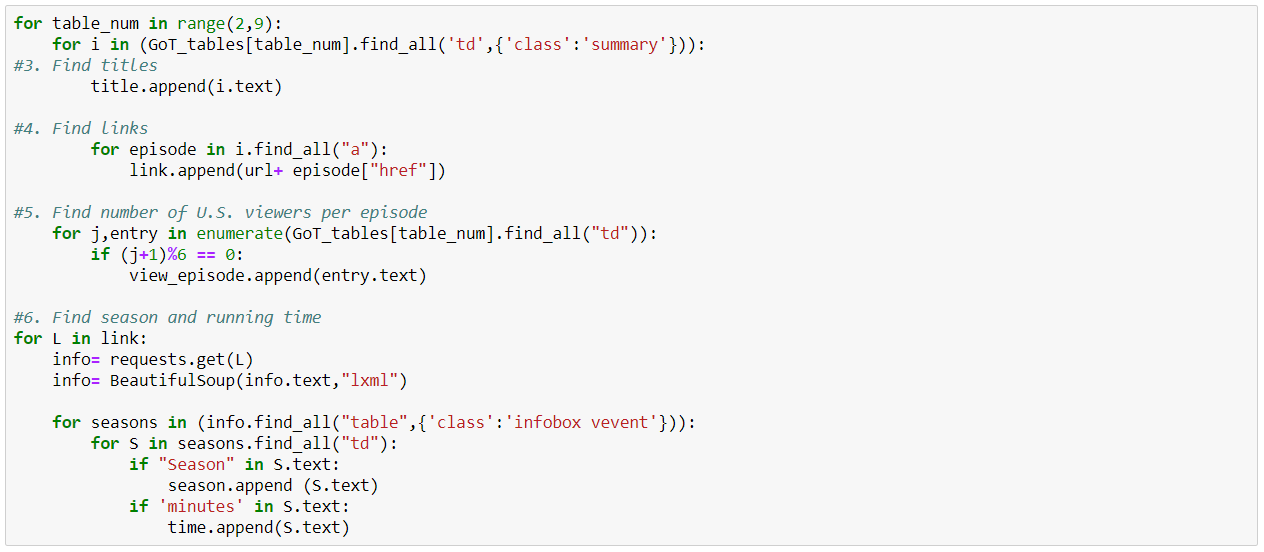 for table_num in range(2,9):
    for i in (GoT_tables[table_num].find_all('td',{'class':'summary'})):
#3. Find titles
        title.append(i.text)

#4. Find links
        for episode in i.find_all("a"):
            link.append(url+ episode["href"])

#5. Find number of U.S. viewers per episode
    for j,entry in enumerate(GoT_tables[table_num].find_all("td")):
        if (j+1)%6 == 0:
            view_episode.append(entry.text)

#6. Find season and running time
for L in link:
    info= requests.get(L)
    info= BeautifulSoup(info.text,"lxml")

    for seasons in (info.find_all("table",{'class':'infobox vevent'})):
        for S in seasons.find_all("td"):
            if "Season" in S.text:
                season.append (S.text)
            if 'minutes' in S.text:
                time.append(S.text)